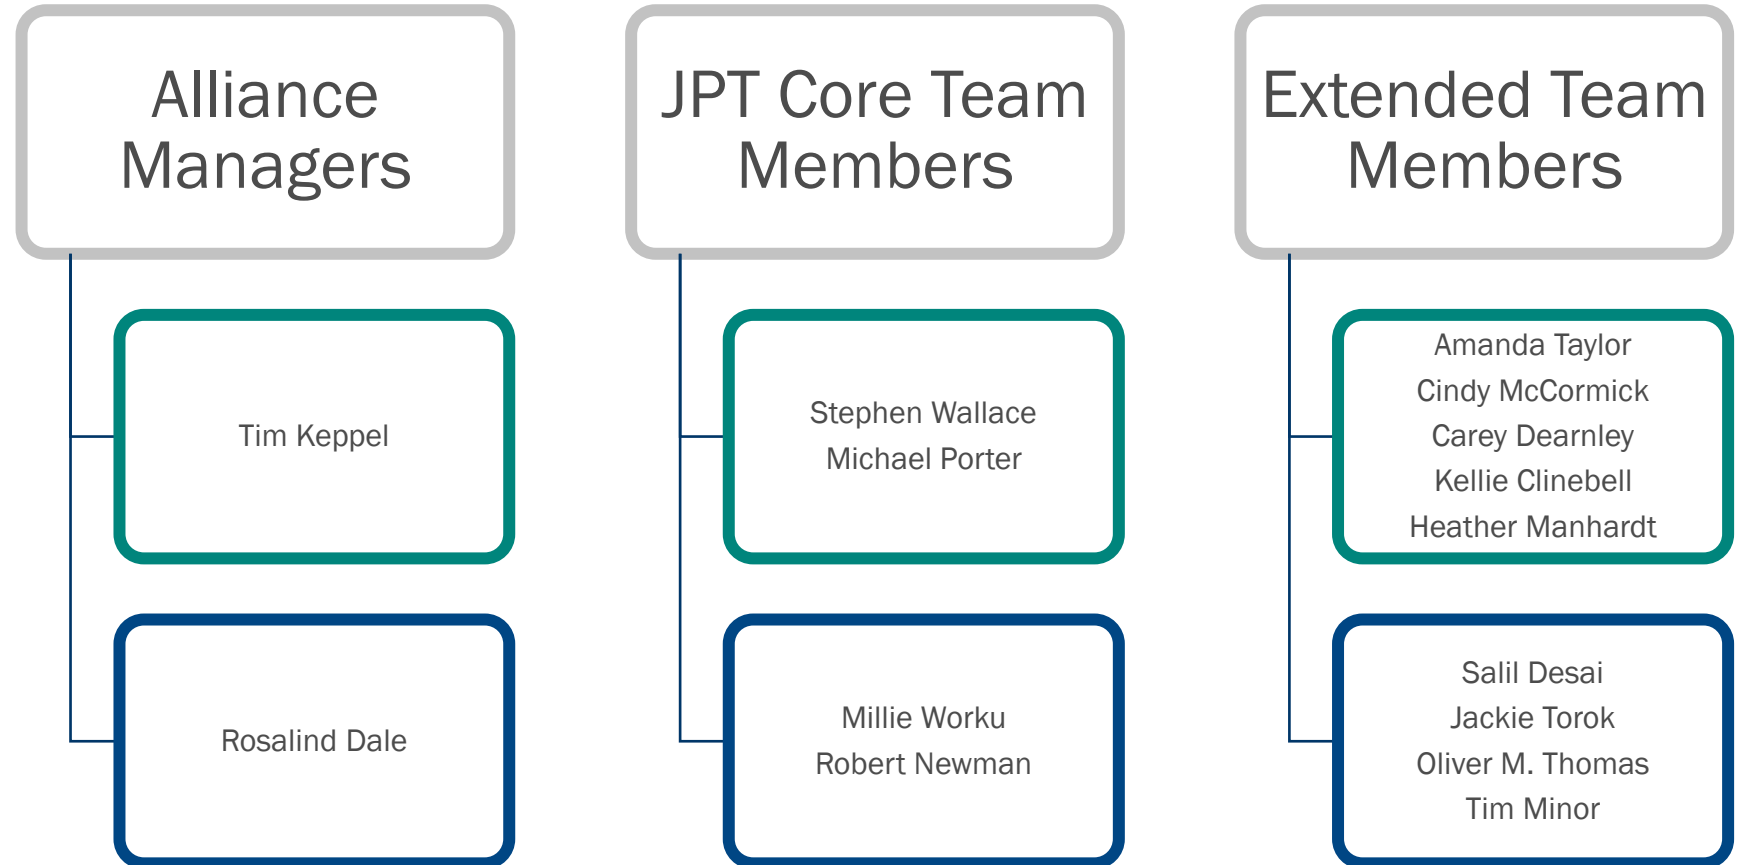 Alliance
Managers
Tim Keppel
Rosalind Dale
JPT Core Team
Members
Stephen Wallace
Michael Porter
Millie Worku
Robert Newman
Extended Team
Members
Amanda Taylor
Cindy McCormick
Carey Dearnley
Kellie Clinebell
Heather Manhardt
Salil Desai
Jackie Torok
Oliver M. Thomas
Tim Minor